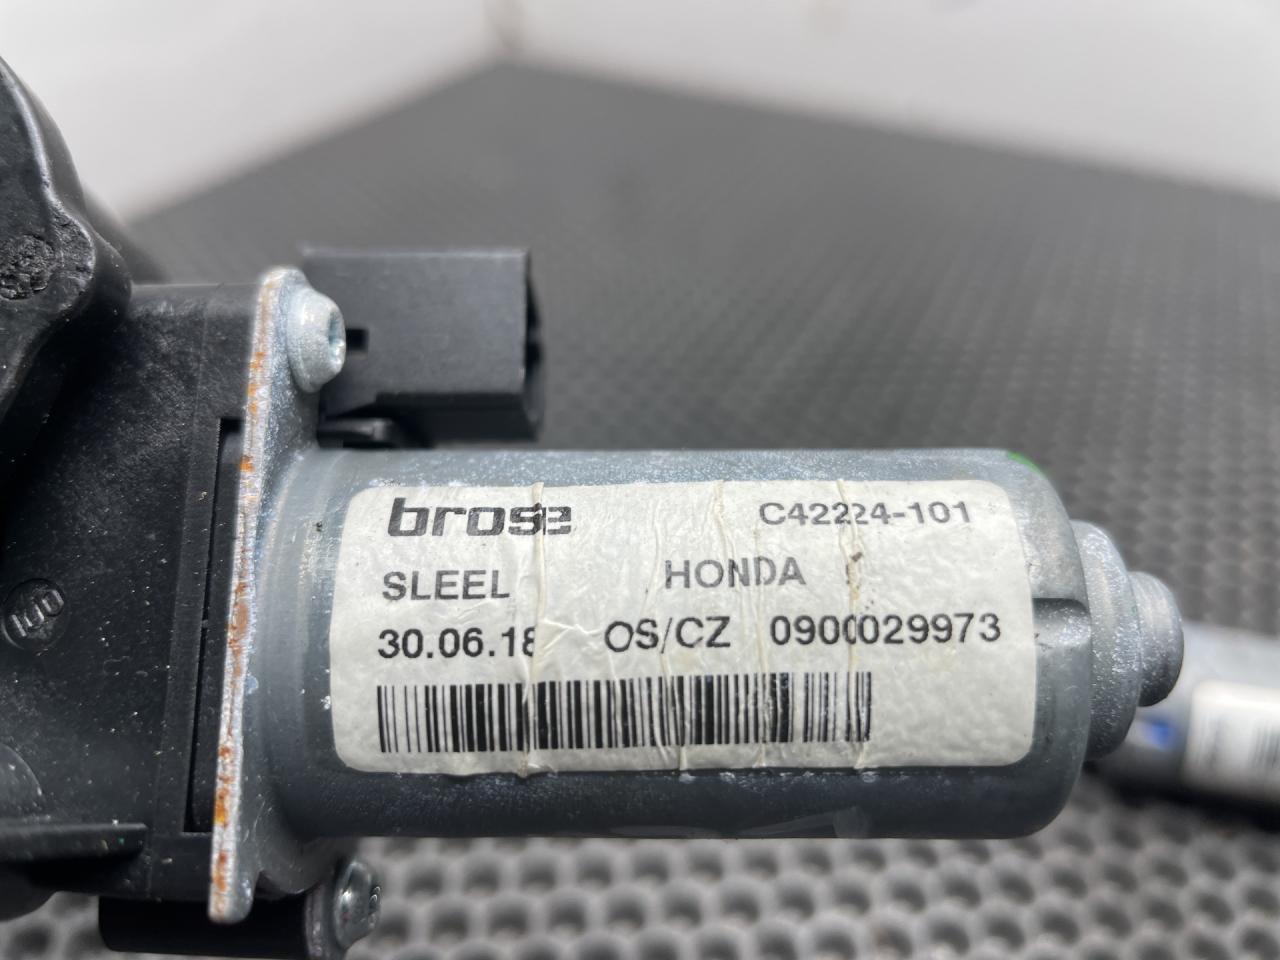 brose C42224-101
SLEEL HONDA
30.06.18 OS/CZ 0900029973